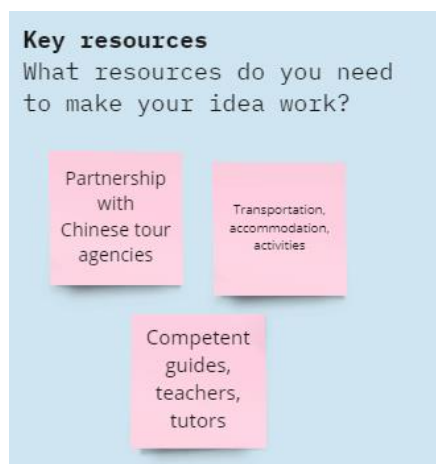 Key resources
What resources do you need
to make your idea work?
Partnership
with
Chinese tour
agencies
Transportation,
accommodation,
activities
Competent
guides,
teachers,
tutors